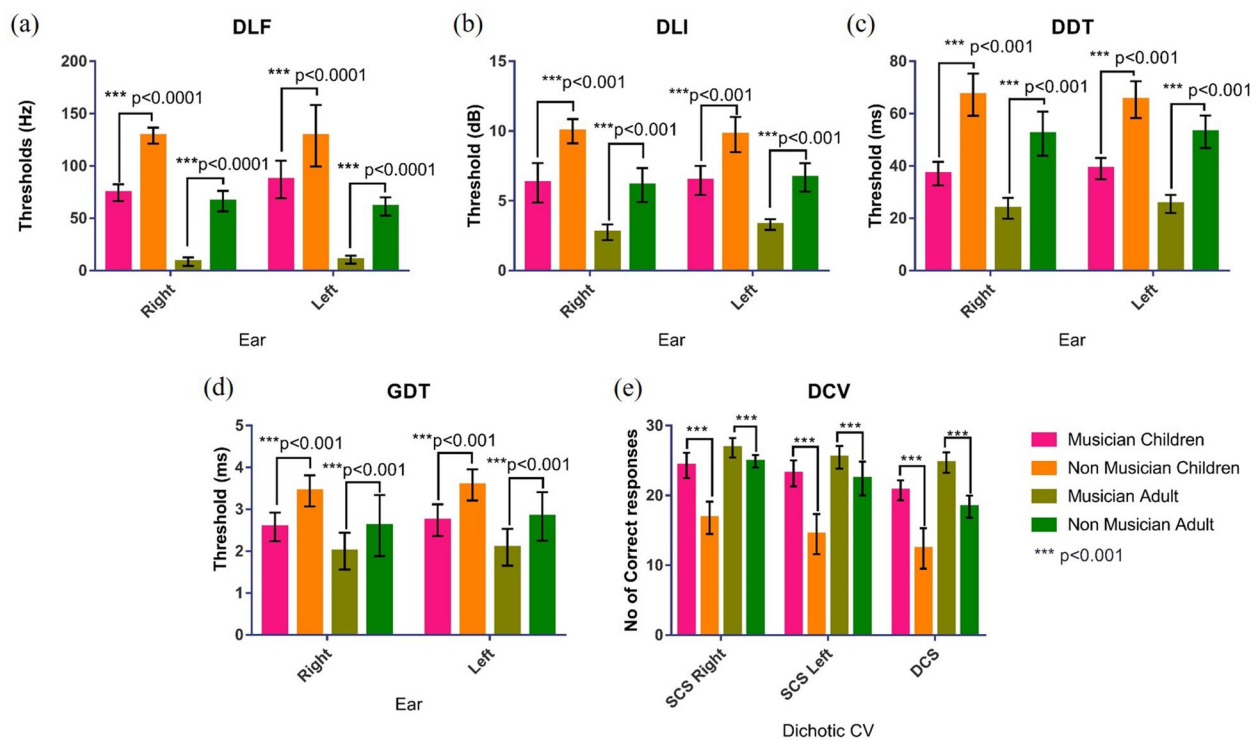 (a)
DLF
Thresholds (Hz)
200
150
100
50
0
*** p<0.0001
***p<0.0001
*** p<0.0001
***p<0.0001
Right
Left
Ear
(b)
DLI
Threshold (dB)
15
10
5
0
***p<0.001
***p<0.001
***p<0.001
***p<0.001
Right
Left
Ear
(c)
DDT
Threshold (ms)
80
60
40
20
0
*** p<0.001
*** p<0.001
*** p<0.001
*** p<0.001
Right
Left
Ear
(d)
GDT
Threshold (ms)
5
4
3
2
1
0
***p<0.001
***p<0.001
***p<0.001
***p<0.001
Right
Left
Ear
(e)
DCV
No of Correct responses
30
20
10
0
***
***
***
***
***
***
SCS Right
SCS Left
DCS
Dichotic CV
Musician Children
Non Musician Children
Musician Adult
Non Musician Adult
*** p<0.001